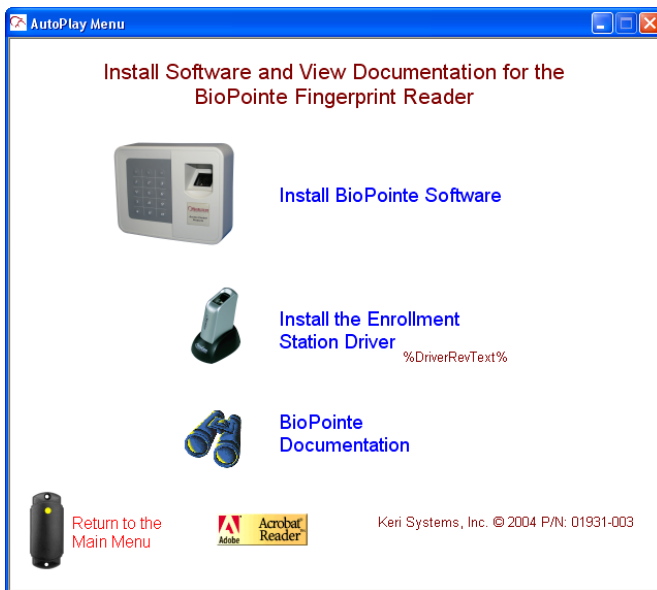 AutoPlay Menu
Install Software and View Documentation for the
BioPointe Fingerprint Reader
Install BioPointe Software
Install the Enrollment
Station Driver
%DriverRevText%
BioPointe
Documentation
Return to the
Main Menu
Adobe
Acrobat
Reader
Keri Systems, Inc. © 2004 P/N: 01931-003